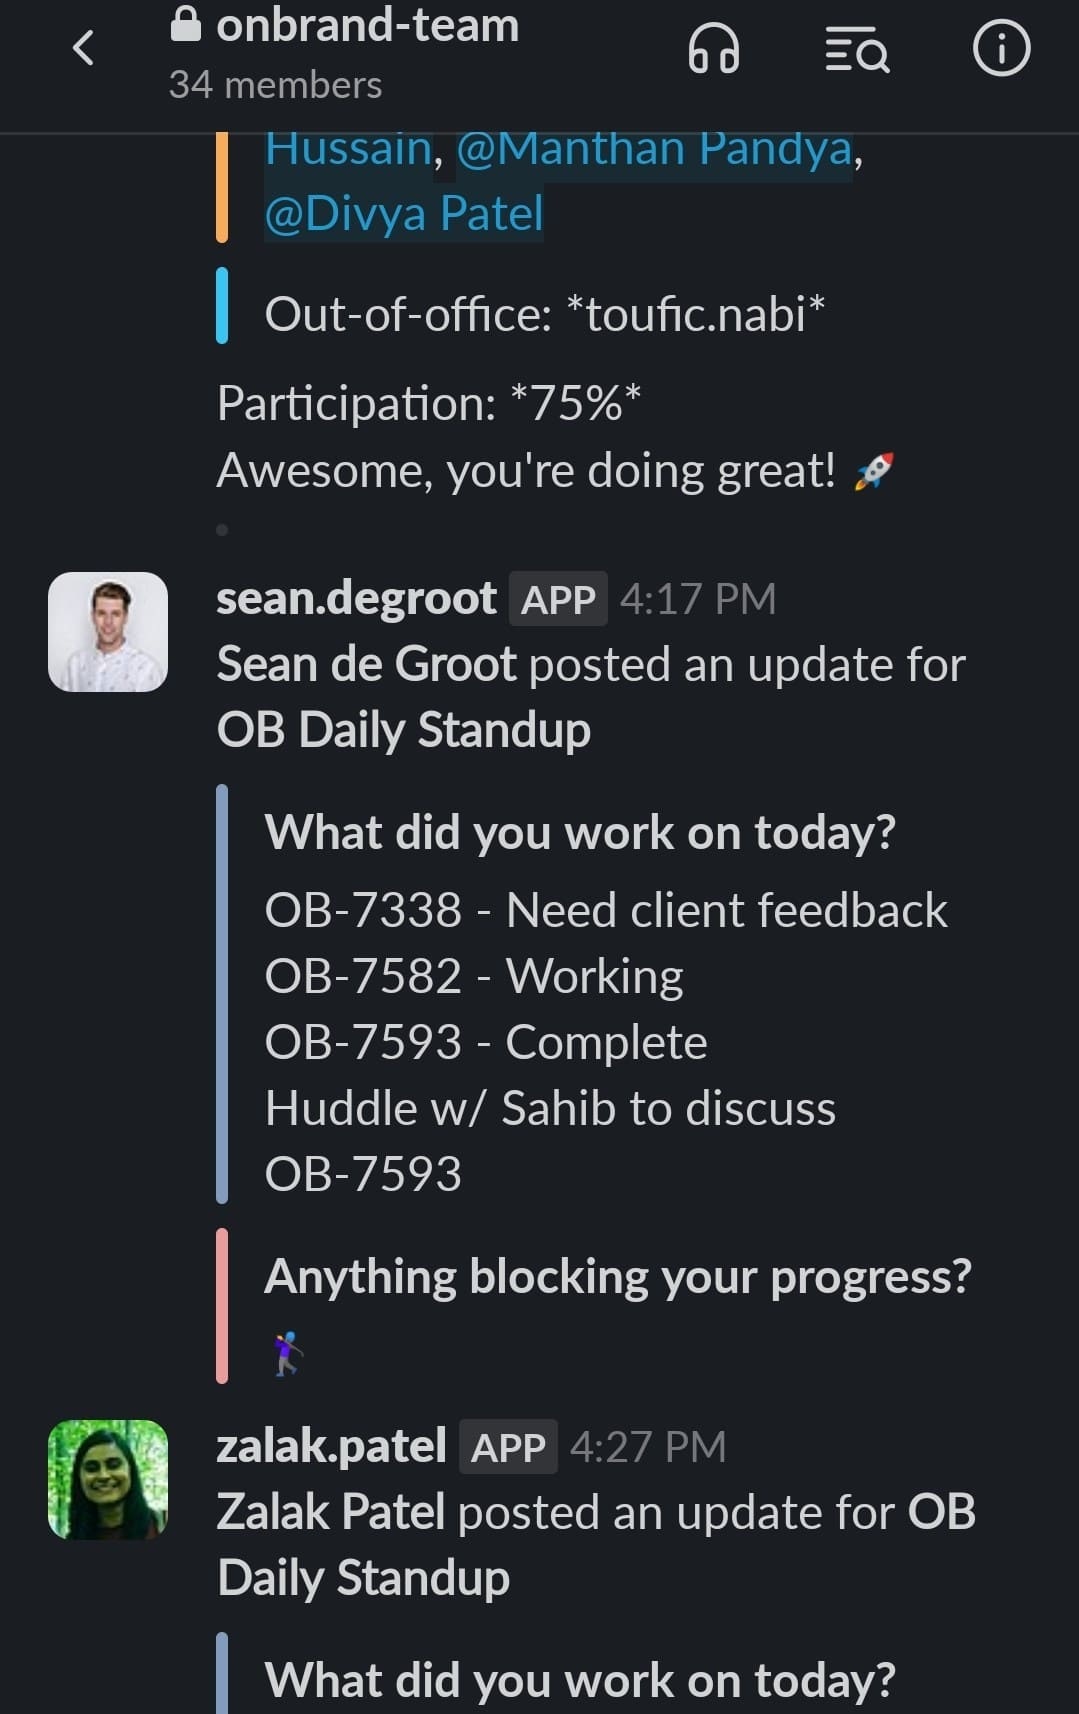 onbrand-team
34 members
Hussain, @Manthan Pandya,
@Divya Patel
Out-of-office: *toufic.nabi*
Participation: *75%*
Awesome, you're doing great! 🚀
sean.degroot APP 4:17 PM
Sean de Groot posted an update for
OB Daily Standup
What did you work on today?
OB-7338 - Need client feedback
OB-7582 - Working
OB-7593 - Complete
Huddle w/ Sahib to discuss
OB-7593
Anything blocking your progress?
zalak.patel APP 4:27 PM
Zalak Patel posted an update for OB
Daily Standup
What did you work on today?